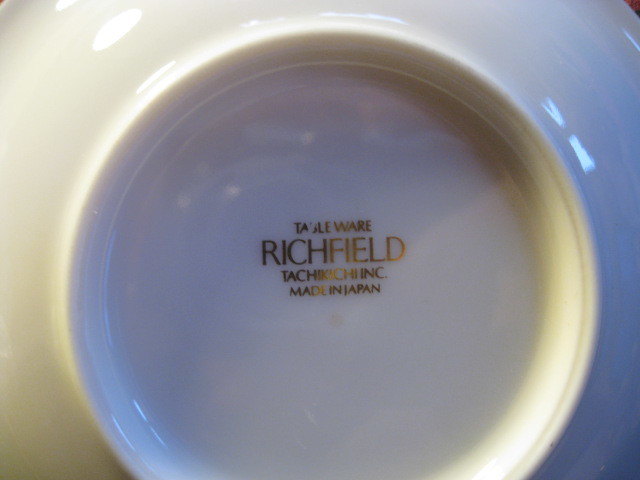 TABLE WARE
RICHFIELD
TACHIKICHI INC.
MADE IN JAPAN